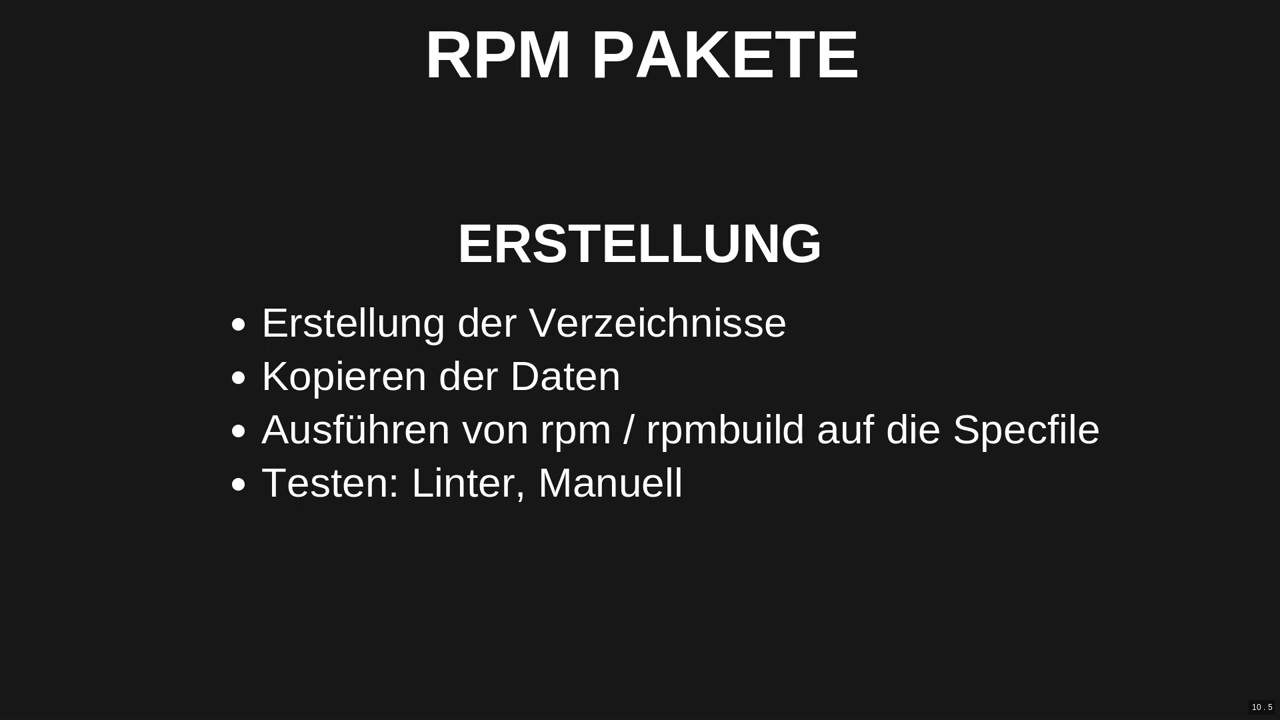 RPM PAKETE
ERSTELLUNG
• Erstellung der Verzeichnisse
• Kopieren der Daten
• Ausführen von rpm / rpmbuild auf die Specfile
• Testen: Linter, Manuell
10 . 5